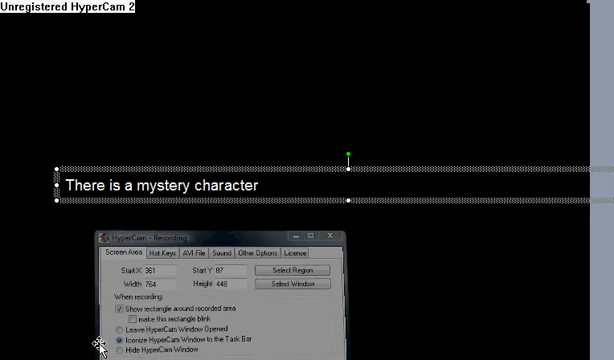 Unregistered HyperCam 2
There is a mystery character
HyperCam - Recording
Screen Area Hot Keys AVI File Sound Other Options License
Start X 361 Start Y 87 Select Region
Width 764 Height 448 Select Window
When recording:
Show rectangle around recorded area
make this rectangle blink
Leave HyperCam Window Opened
Iconize HyperCam Window to the Task Bar
Hide HyperCam Window